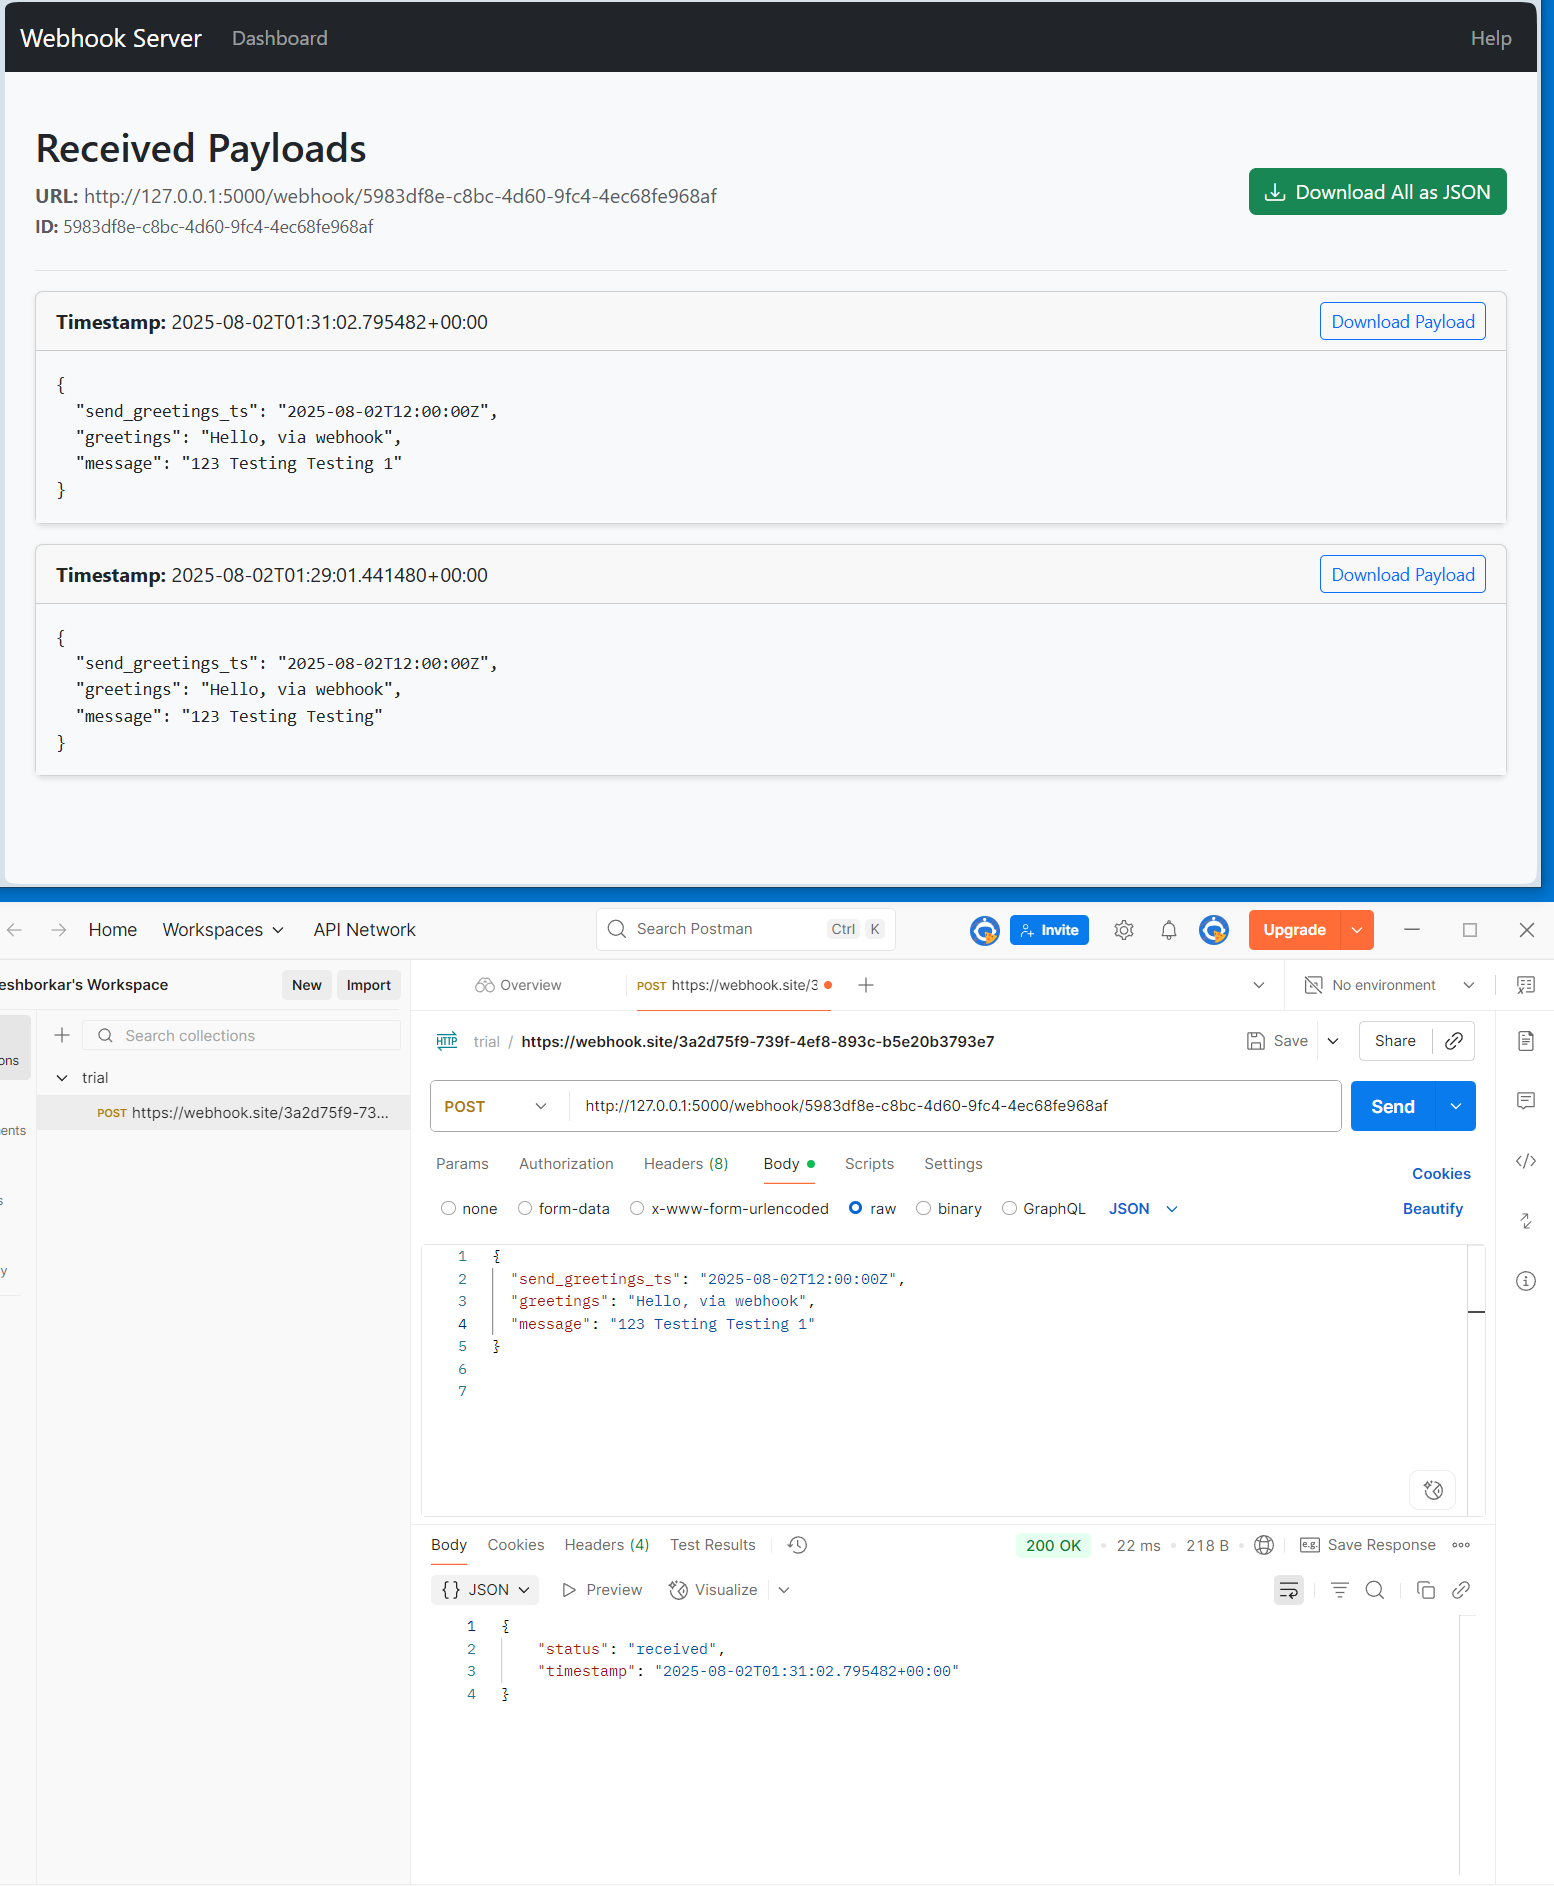 Webhook Server Dashboard Help
Received Payloads
URL: http://127.0.0.1:5000/webhook/5983df8e-c8bc-4d60-9fc4-4ec68fe968af
ID: 5983df8e-c8bc-4d60-9fc4-4ec68fe968af
Download All as JSON
Timestamp: 2025-08-02T01:31:02.795482+00:00 Download Payload
{
"send_greetings_ts": "2025-08-02T12:00:00Z",
"greetings": "Hello, via webhook",
"message": "123 Testing Testing 1"
}
Timestamp: 2025-08-02T01:29:01.441480+00:00 Download Payload
{
"send_greetings_ts": "2025-08-02T12:00:00Z",
"greetings": "Hello, via webhook",
"message": "123 Testing Testing"
}
Home Workspaces API Network Search Postman Ctrl K Invite Upgrade
eshborkar's Workspace New Import Overview POST https://webhook.site/3 No environment
Search collections
ons
trial
POST https://webhook.site/3a2d75f9-73...
ents
s
y
HTTP trial / https://webhook.site/3a2d75f9-739f-4ef8-893c-b5e20b3793e7 Save Share
POST http://127.0.0.1:5000/webhook/5983df8e-c8bc-4d60-9fc4-4ec68fe968af Send
Params Authorization Headers (8) Body Scripts Settings Cookies
none form-data x-www-form-urlencoded raw binary GraphQL JSON Beautify
1 {
2 "send_greetings_ts": "2025-08-02T12:00:00Z",
3 "greetings": "Hello, via webhook",
4 "message": "123 Testing Testing 1"
5 }
6
7
Body Cookies Headers (4) Test Results 200 OK 22 ms 218 B e.g. Save Response
{} JSON Preview Visualize
1 {
2 "status": "received",
3 "timestamp": "2025-08-02T01:31:02.795482+00:00"
4 }